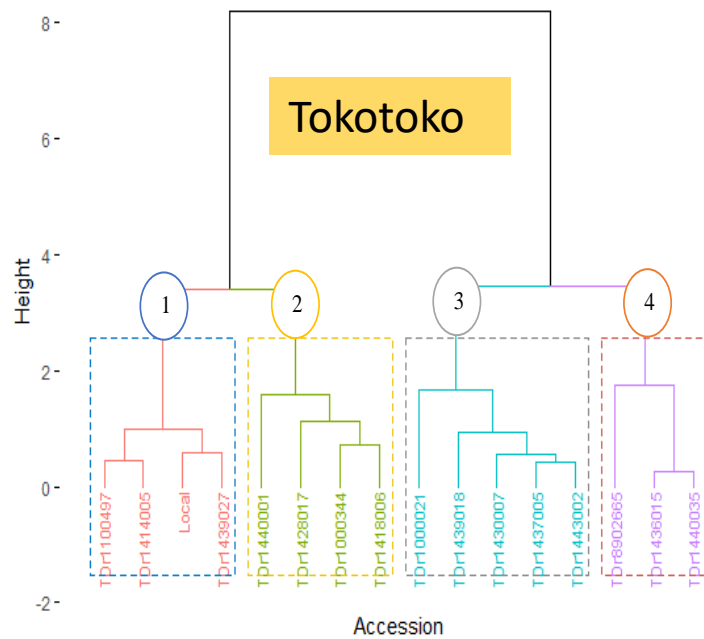 8
Tokotoko
6
4
Height
1
2
3
4
2
0
TDr1100497
TDr1414005
Local
TDr1439027
TDr1440001
TDr1428017
TDr1000344
TDr1418006
TDr1000021
TDr1439018
TDr1430007
TDr1437005
TDr1443002
TDr8902665
TDr1436015
TDr1440035
-2
Accession